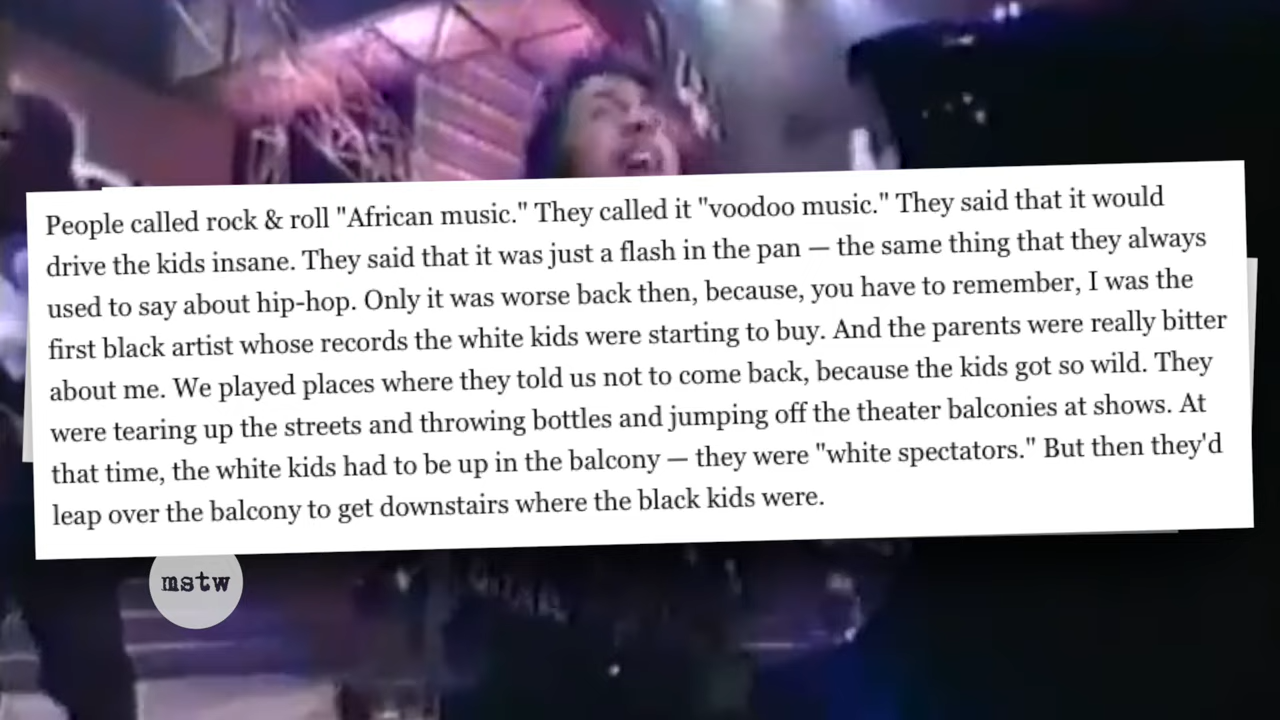 People called rock & roll "African music." They called it "voodoo music." They said that it would
drive the kids insane. They said that it was just a flash in the pan — the same thing that they always
used to say about hip-hop. Only it was worse back then, because, you have to remember, I was the
first black artist whose records the white kids were starting to buy. And the parents were really bitter
about me. We played places where they told us not to come back, because the kids got so wild. They
were tearing up the streets and throwing bottles and jumping off the theater balconies at shows. At
that time, the white kids had to be up in the balcony — they were "white spectators." But then they'd
leap over the balcony to get downstairs where the black kids were.
mstw